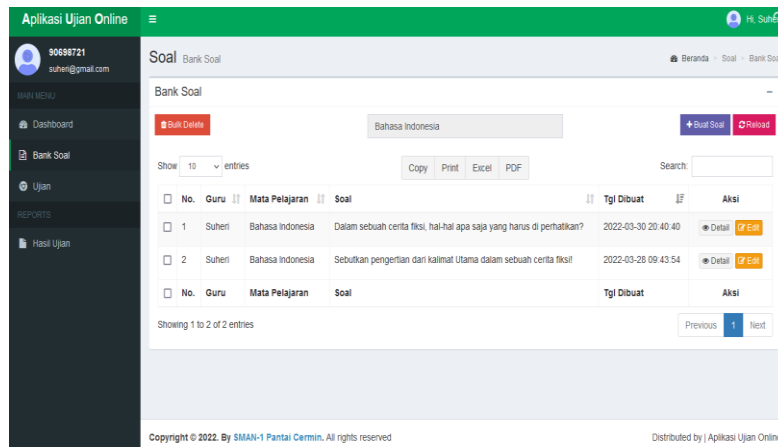 Aplikasi Ujian Online
Hi, Suheri
90698721
suheri@gmail.com
Soal Bank Soal
Beranda > Soal > Bank Soal
MAIN MENU
Dashboard
Bank Soal
Ujian
REPORTS
Hasil Ujian
Bank Soal
Bulk Delete
Bahasa Indonesia
+ Buat Soal
Reload
Show 10 entries
Copy Print Excel PDF
Search:
No. Guru Mata Pelajaran Soal Tgl Dibuat Aksi
1 Suheri Bahasa Indonesia Dalam sebuah cerita fiksi, hal-hal apa saja yang harus di perhatikan? 2022-03-30 20:40:40 Detail Edit
2 Suheri Bahasa Indonesia Sebutkan pengertian dari kalimat Utama dalam sebuah cerita fiksi! 2022-03-28 09:43:54 Detail Edit
No. Guru Mata Pelajaran Soal Tgl Dibuat Aksi
Showing 1 to 2 of 2 entries
Previous 1 Next
Copyright © 2022. By SMAN-1 Pantai Cermin. All rights reserved
Distributed by | Aplikasi Ujian Online